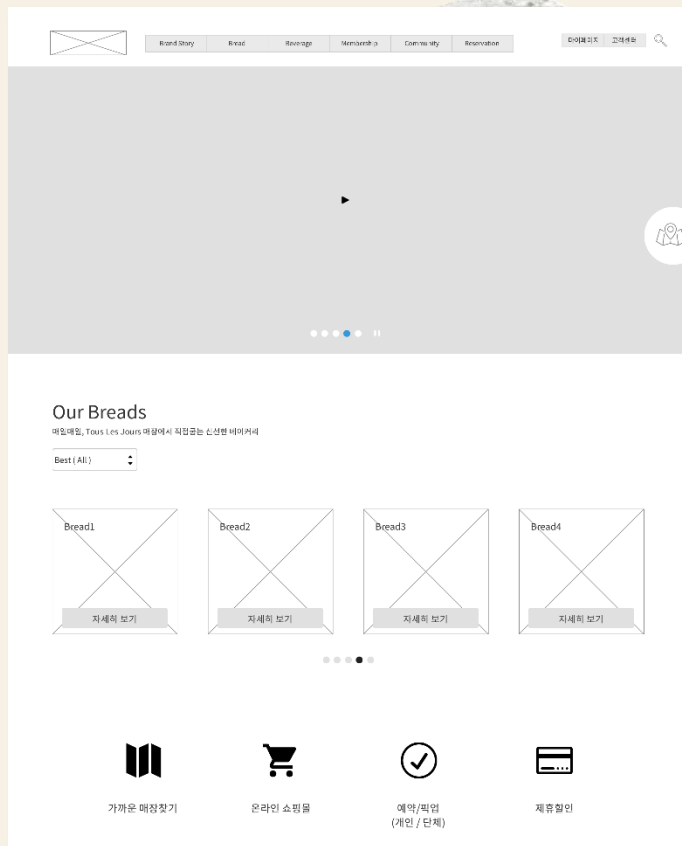 Brand Story
Bread
Beverage
Membership
Community
Reservation
마이페이지
고객센터
Our Breads
매일매일, Tous Les Jours 매장에서 직접굽는 신선한 베이커리
Best ( All )
Bread1
Bread2
Bread3
Bread4
자세히 보기
자세히 보기
자세히 보기
자세히 보기
가까운 매장찾기
온라인 쇼핑몰
예약/픽업
(개인 / 단체)
제휴할인